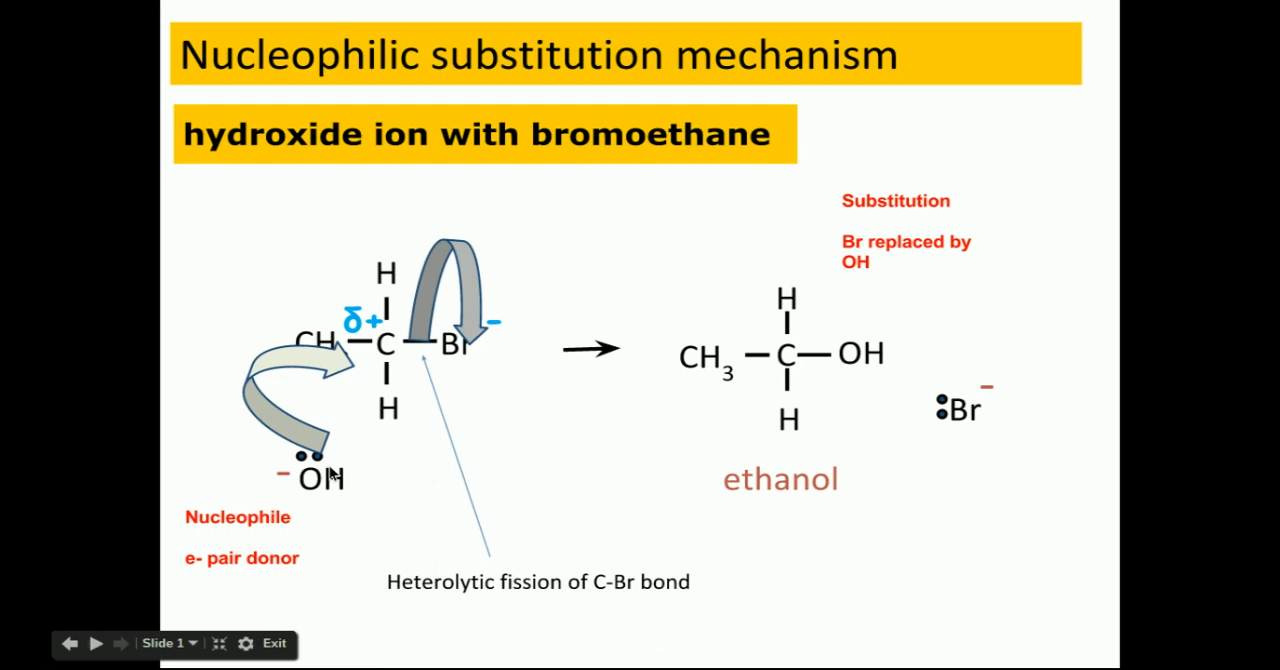 Nucleophilic substitution mechanism
hydroxide ion with bromoethane
Substitution
Br replaced by
OH
H
δ+
CH — C — Br −
H
− OH
Nucleophile
e- pair donor
Heterolytic fission of C-Br bond
H
CH3 — C — OH
H
Br −
ethanol
Slide 1
Exit